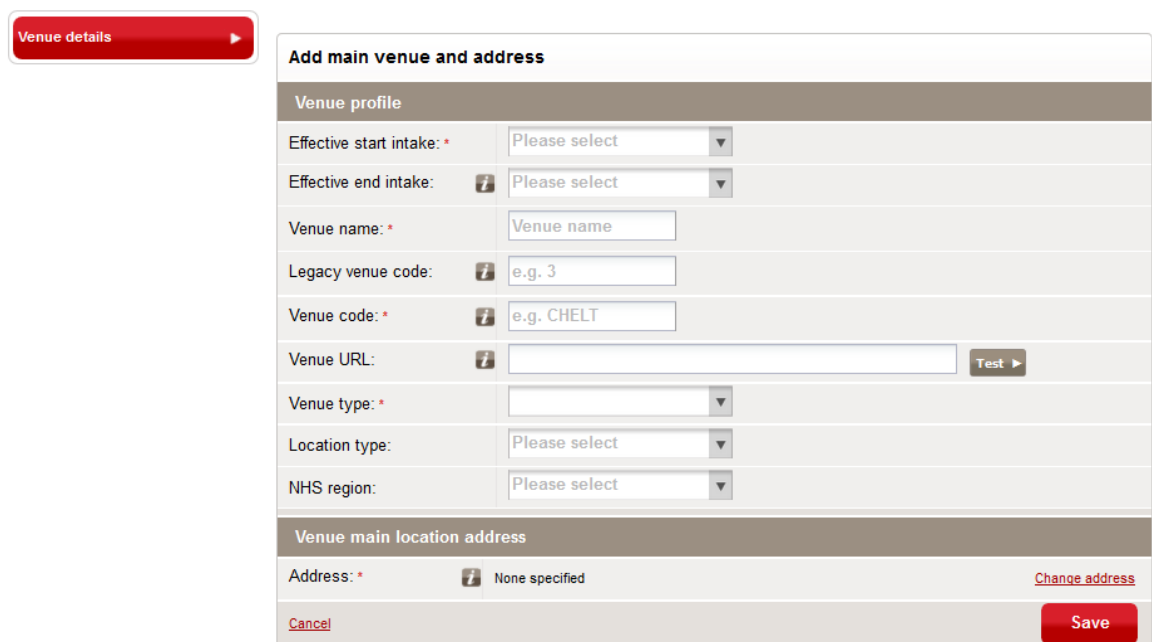 Venue details
Add main venue and address
Venue profile
Effective start intake: * Please select
Effective end intake: i Please select
Venue name: * Venue name
Legacy venue code: i e.g. 3
Venue code: * i e.g. CHELT
Venue URL: i Test
Venue type: *
Location type: Please select
NHS region: Please select
Venue main location address
Address: * i None specified Change address
Cancel Save